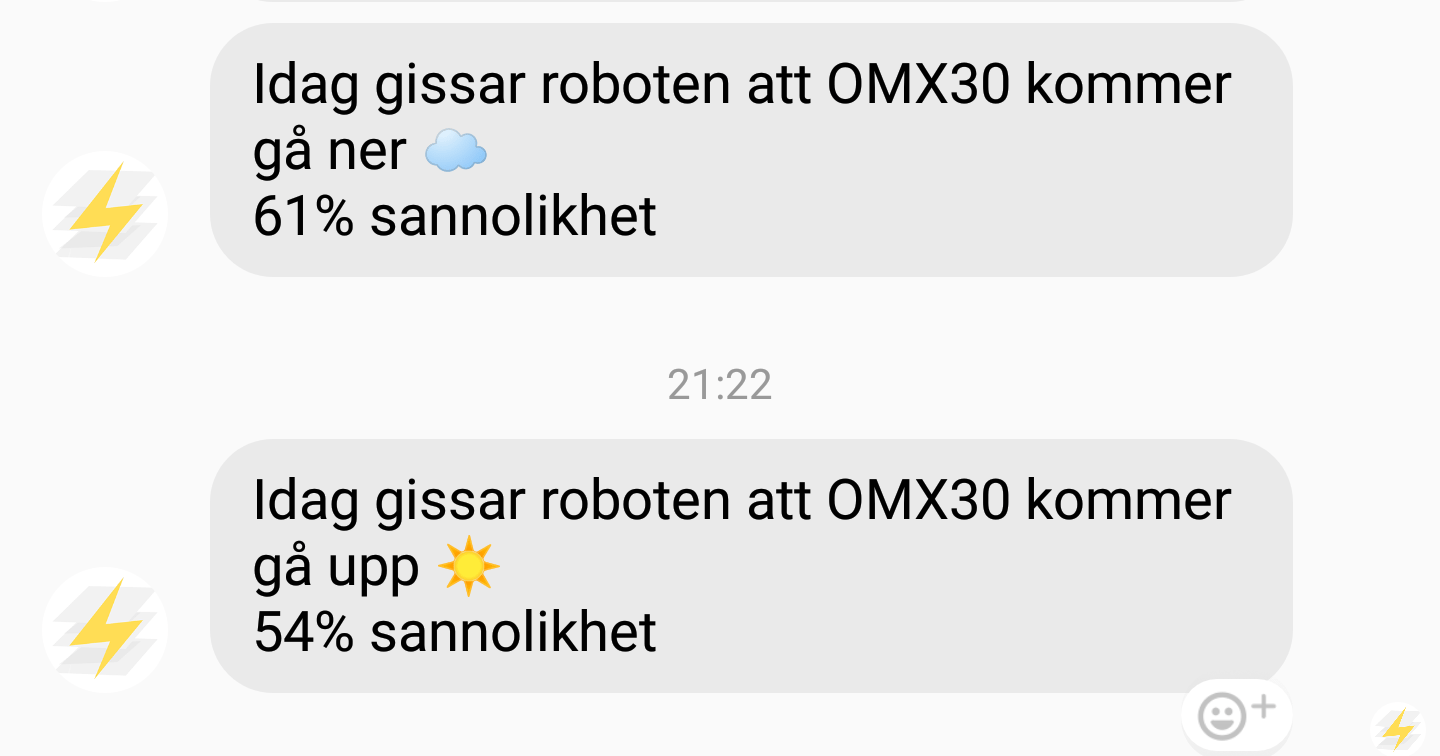 Idag gissar roboten att OMX30 kommer
gå ner ☁️
61% sannolikhet
21:22
Idag gissar roboten att OMX30 kommer
gå upp ☀️
54% sannolikhet